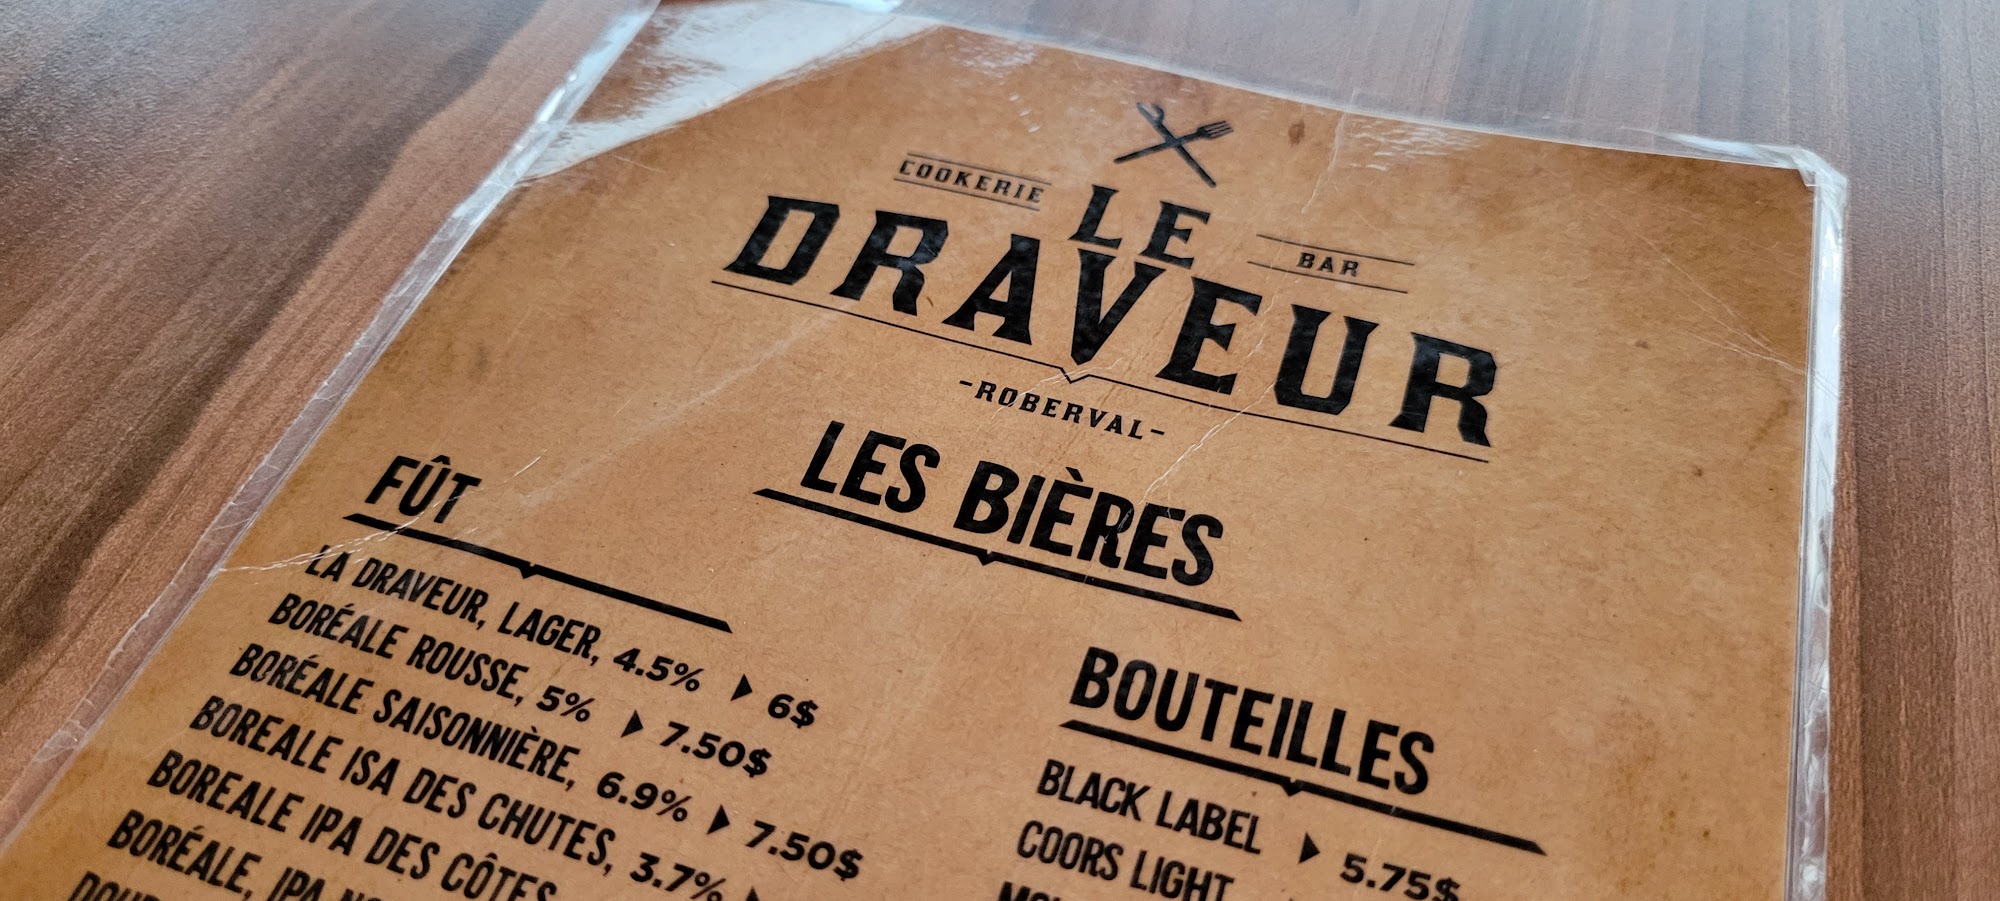 COOKERIE
LE
BAR
DRAVEUR
-ROBERVAL-
LES BIÈRES
FÛT
LA DRAVEUR, LAGER, 4.5% ▶ 6$
BORÉALE ROUSSE, 5% ▶ 7.50$
BORÉALE SAISONNIÈRE, 6.9% ▶ 7.50$
BOREALE ISA DES CHUTES, 3.7% ▶
BOREALE IPA DES CÔTES
BORÉALE, IPA
BOUTEILLES
BLACK LABEL ▶ 5.75$
COORS LIGHT